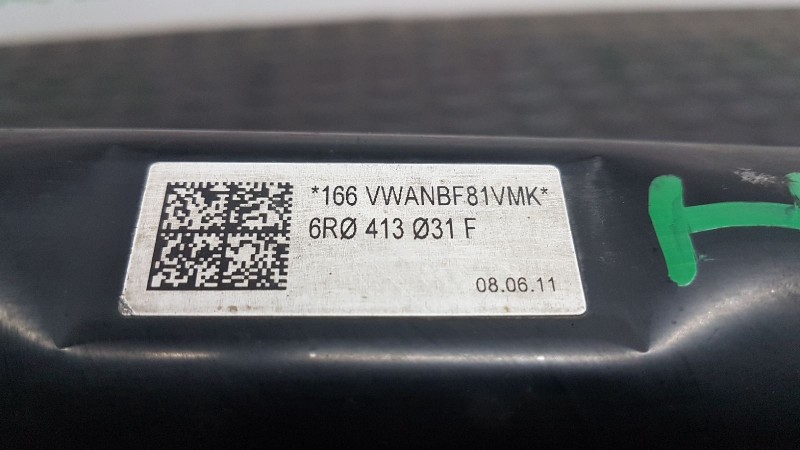 *166 VWANBF81VMK*
6RØ 413 Ø31 F
08.06.11